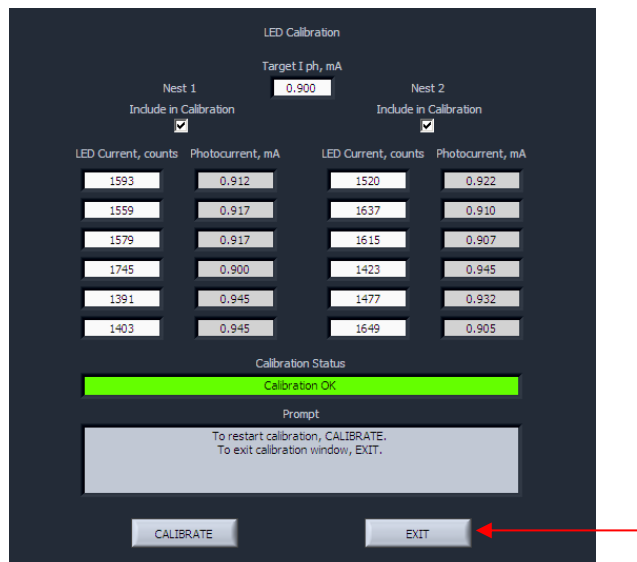 LED Calibration
Target I ph, mA
Nest 1 0.900 Nest 2
Include in Calibration Include in Calibration
LED Current, counts Photocurrent, mA LED Current, counts Photocurrent, mA
1593 0.912 1520 0.922
1559 0.917 1637 0.910
1579 0.917 1615 0.907
1745 0.900 1423 0.945
1391 0.945 1477 0.932
1403 0.945 1649 0.905
Calibration Status
Calibration OK
Prompt
To restart calibration, CALIBRATE.
To exit calibration window, EXIT.
CALIBRATE EXIT